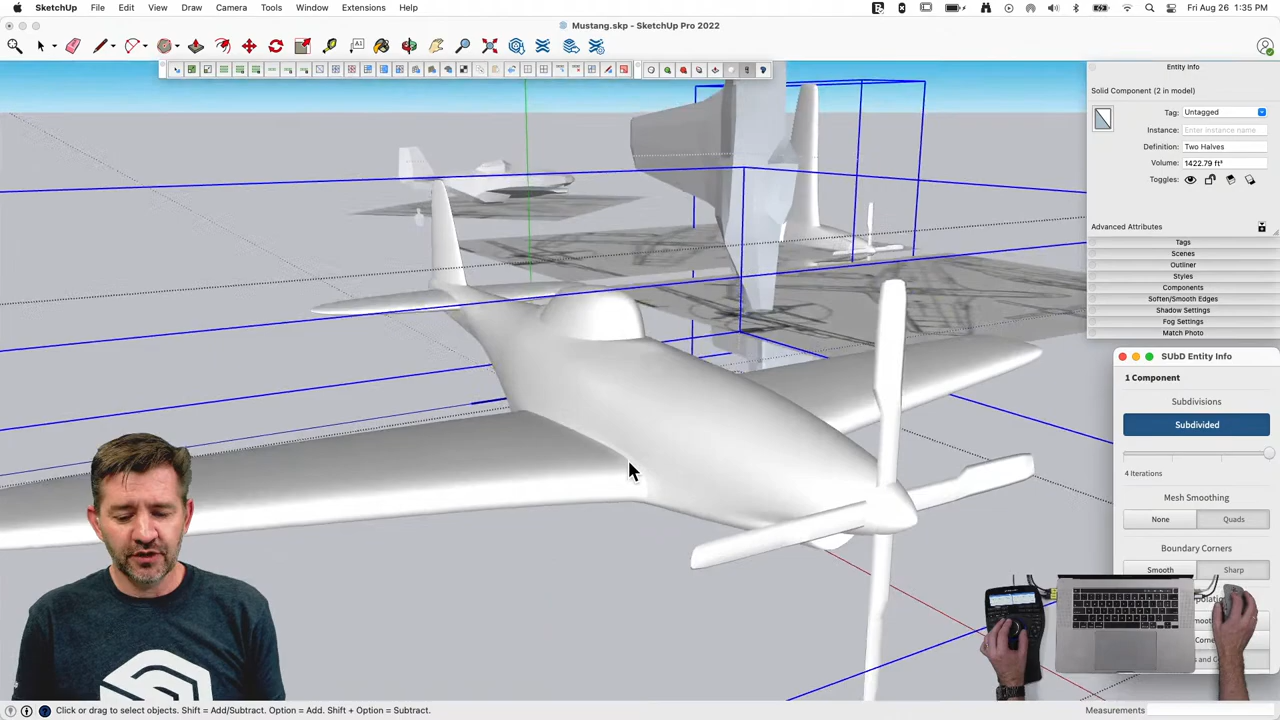 SketchUp File Edit View Draw Camera Tools Window Extensions Help Fri Aug 26 1:35 PM
Mustang.skp - SketchUp Pro 2022
Entity Info
Solid Component (2 in model)
Tag: Untagged
Instance: Enter instance name
Definition: Two Halves
Volume: 1422.79 ft³
Toggles:
Advanced Attributes
Tags
Scenes
Outliner
Styles
Components
Soften/Smooth Edges
Shadow Settings
Fog Settings
Match Photo
SUbD Entity Info
1 Component
Subdivisions
Subdivided
4 Iterations
Mesh Smoothing
None Quads
Boundary Corners
Smooth Sharp
Click or drag to select objects. Shift = Add/Subtract. Option = Add. Shift + Option = Subtract.
Measurements